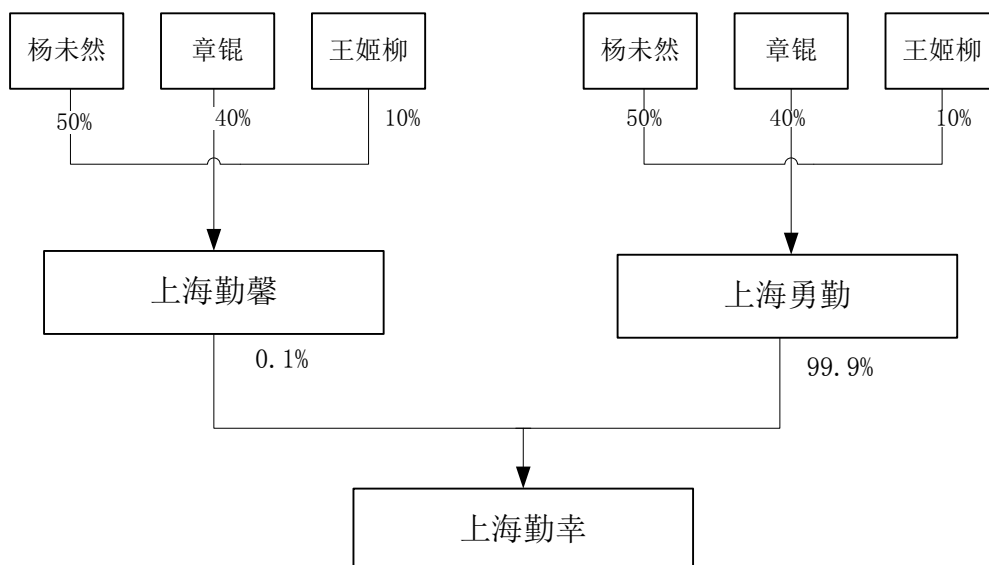 杨未然 章锟 王姬柳 杨未然 章锟 王姬柳
50% 40% 10% 50% 40% 10%
上海勤馨 上海勇勤
0.1% 99.9%
上海勤幸